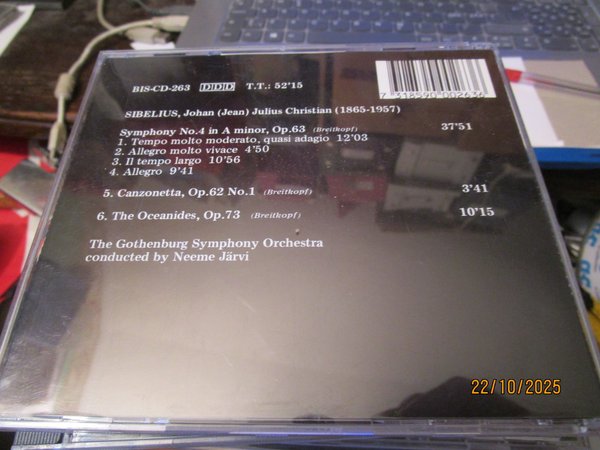 BIS-CD-263 DDD T.T.: 52'15
7 318590 002636
SIBELIUS, Johan (Jean) Julius Christian (1865-1957)
Symphony No.4 in A minor, Op.63 (Breitkopf) 37'51
1. Tempo molto moderato, quasi adagio 12'03
2. Allegro molto vivace 4'50
3. Il tempo largo 10'56
4. Allegro 9'41
5. Canzonetta, Op.62 No.1 (Breitkopf) 3'41
6. The Oceanides, Op.73 (Breitkopf) 10'15
The Gothenburg Symphony Orchestra
conducted by Neeme Järvi
22/10/2025